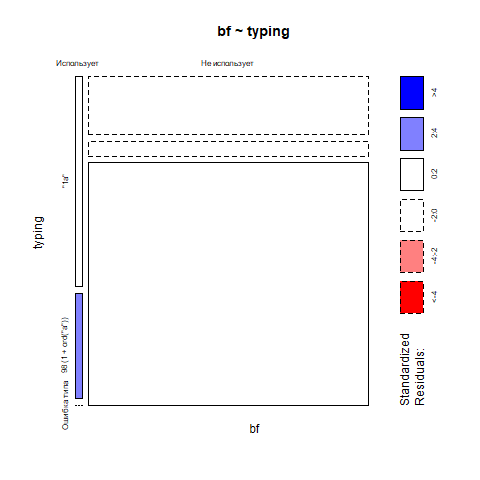 bf ~ typing
Использует
Не использует
"1a"
98 (1 + ord("a"))
Ошибка типа
typing
bf
>4
2:4
0:2
-2:0
-4:-2
<-4
Standardized
Residuals: